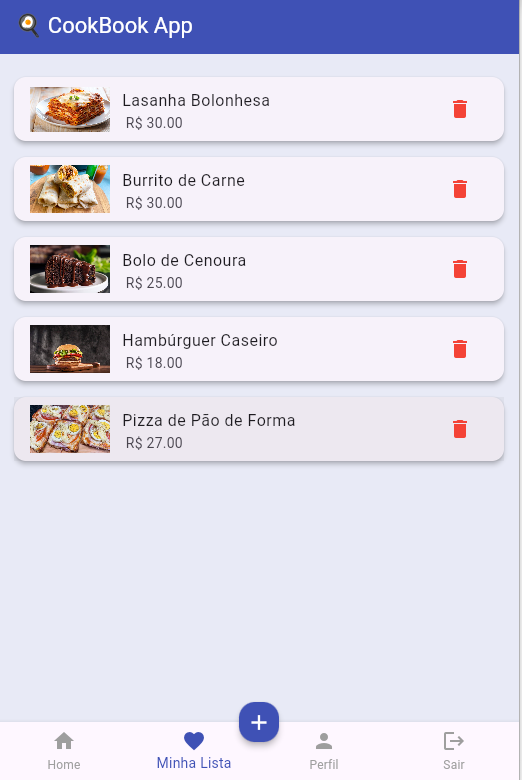 CookBook App
Lasanha Bolonhesa
R$ 30.00
Burrito de Carne
R$ 30.00
Bolo de Cenoura
R$ 25.00
Hambúrguer Caseiro
R$ 18.00
Pizza de Pão de Forma
R$ 27.00
Home Minha Lista Perfil Sair